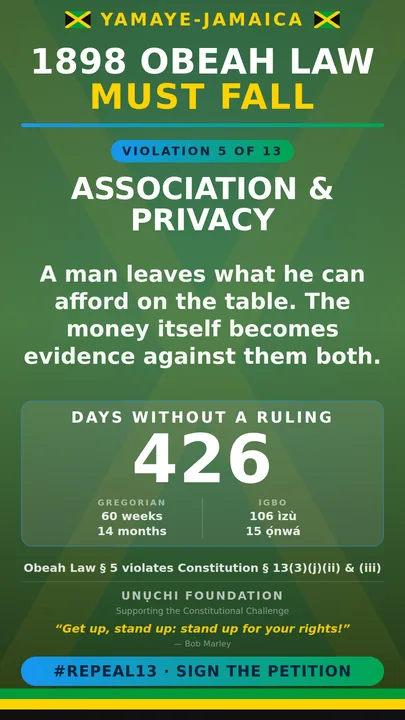 YAMAYE-JAMAICA
1898 OBEAH LAW
MUST FALL
VIOLATION 5 OF 13
ASSOCIATION &
PRIVACY
A man leaves what he can
afford on the table. The
money itself becomes
evidence against them both.
DAYS WITHOUT A RULING
426
GREGORIAN
60 weeks
14 months
IGBO
106 ìzù
15 ọ́nwá
Obeah Law § 5 violates Constitution § 13(3)(j)(ii) & (iii)
UNỤCHI FOUNDATION
Supporting the Constitutional Challenge
“Get up, stand up: stand up for your rights!”
— Bob Marley
#REPEAL13 · SIGN THE PETITION